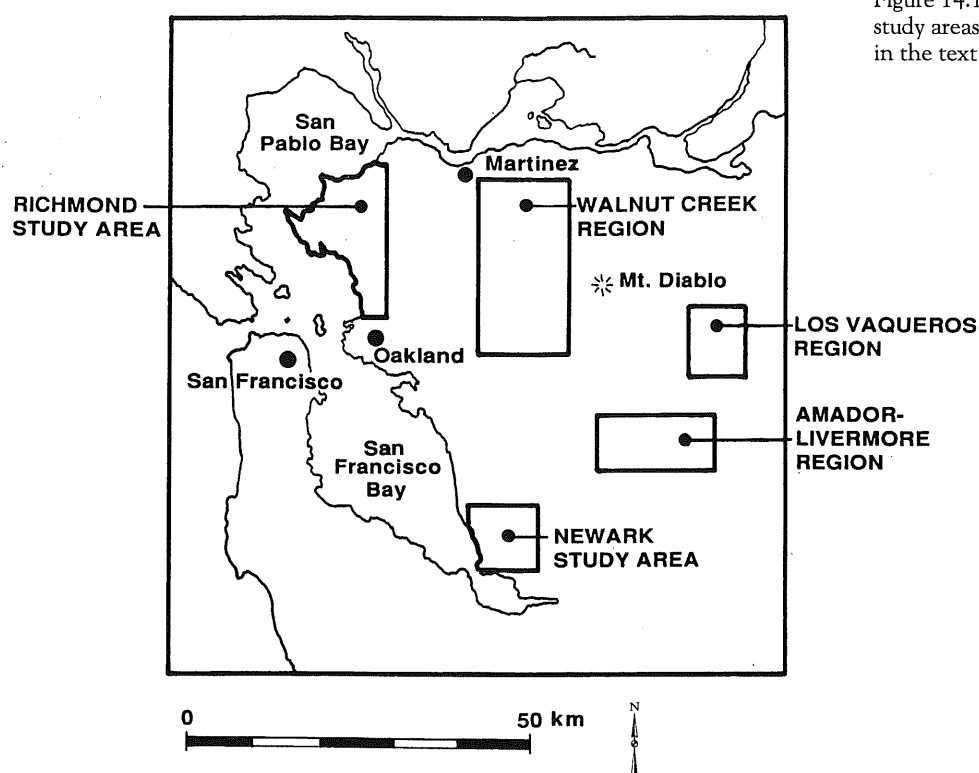 Figure 14.1
study areas
in the text
San
Pablo Bay
Martinez
RICHMOND
STUDY AREA
WALNUT CREEK
REGION
Mt. Diablo
LOS VAQUEROS
REGION
Oakland
San Francisco
AMADOR-
LIVERMORE
REGION
San
Francisco
Bay
NEWARK
STUDY AREA
0
50 km
N